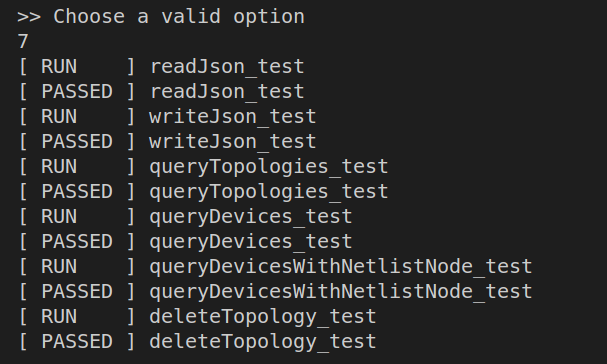 >> Choose a valid option
7
[ RUN    ] readJson_test
[ PASSED ] readJson_test
[ RUN    ] writeJson_test
[ PASSED ] writeJson_test
[ RUN    ] queryTopologies_test
[ PASSED ] queryTopologies_test
[ RUN    ] queryDevices_test
[ PASSED ] queryDevices_test
[ RUN    ] queryDevicesWithNetlistNode_test
[ PASSED ] queryDevicesWithNetlistNode_test
[ RUN    ] deleteTopology_test
[ PASSED ] deleteTopology_test